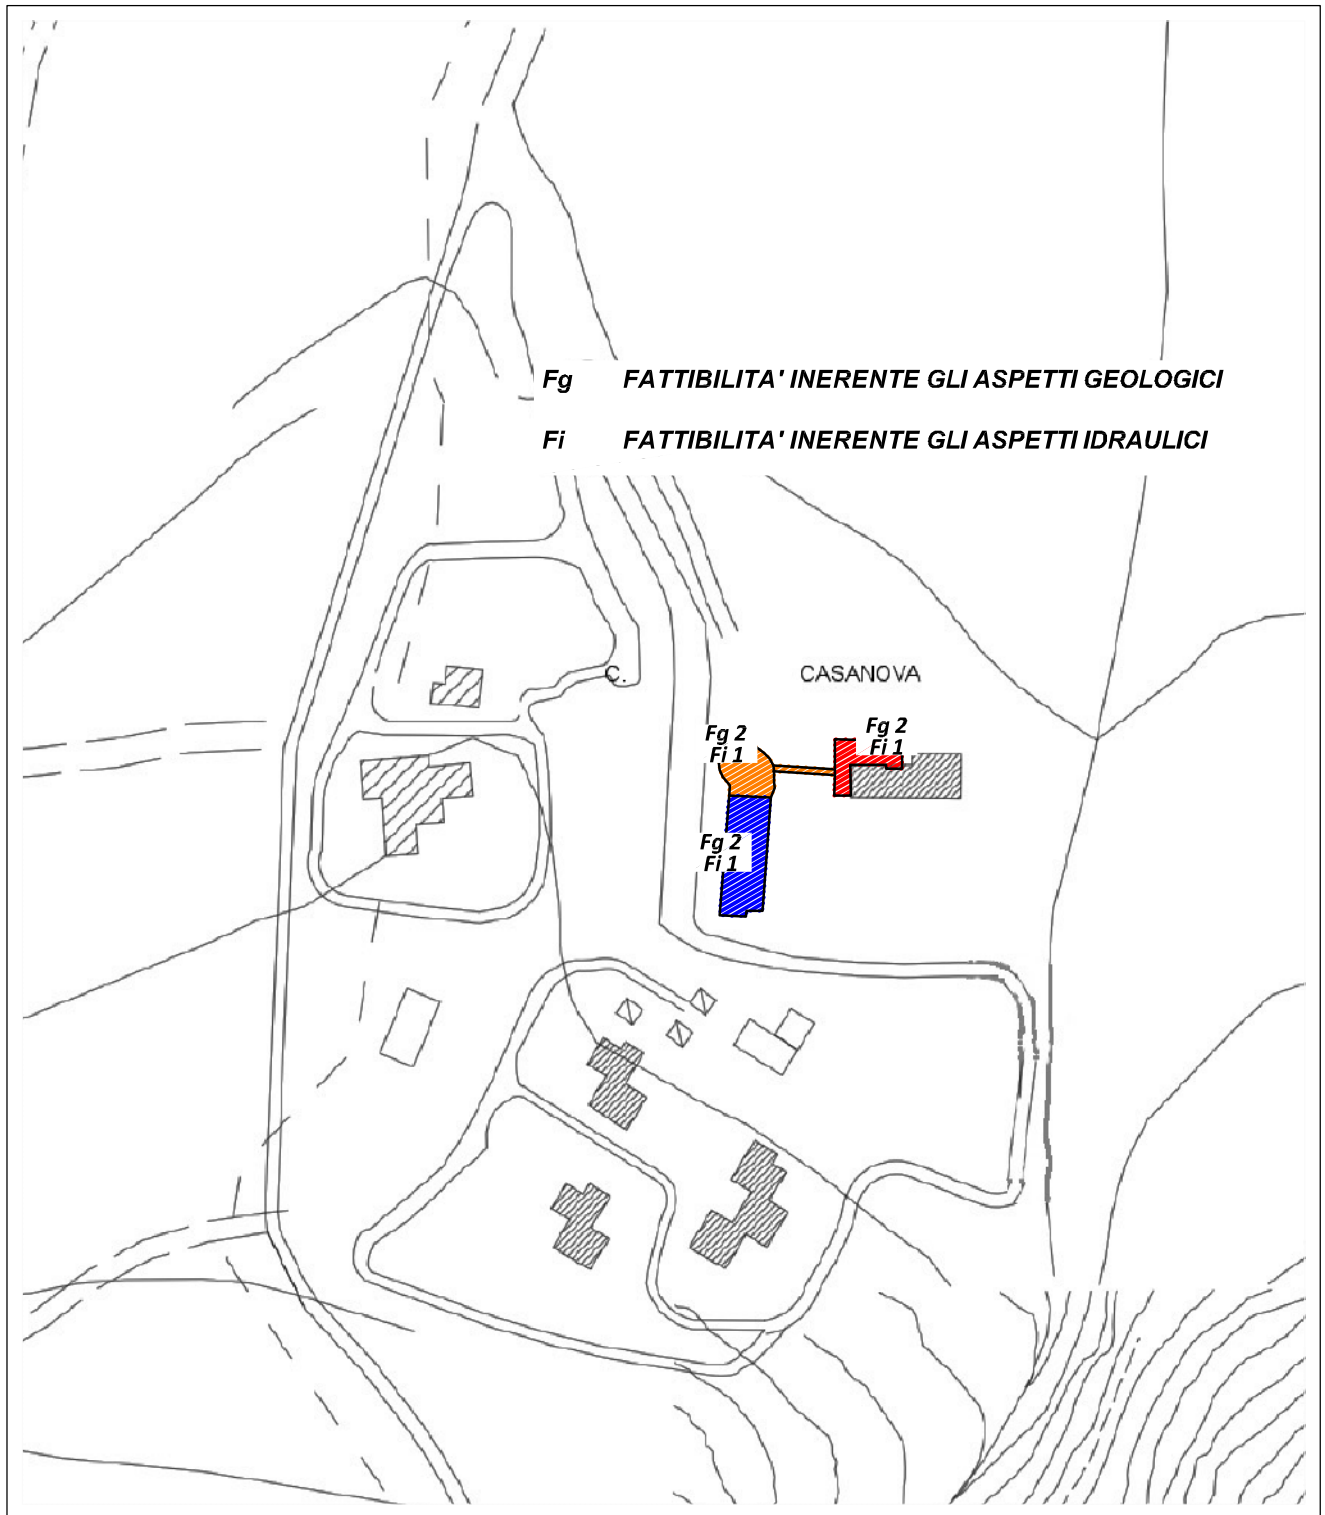 Fg FATTIBILITA' INERENTE GLI ASPETTI GEOLOGICI
Fi FATTIBILITA' INERENTE GLI ASPETTI IDRAULICI
C.
CASANOVA
Fg 2
Fi 1
Fg 2
Fi 1
Fg 2
Fi 1